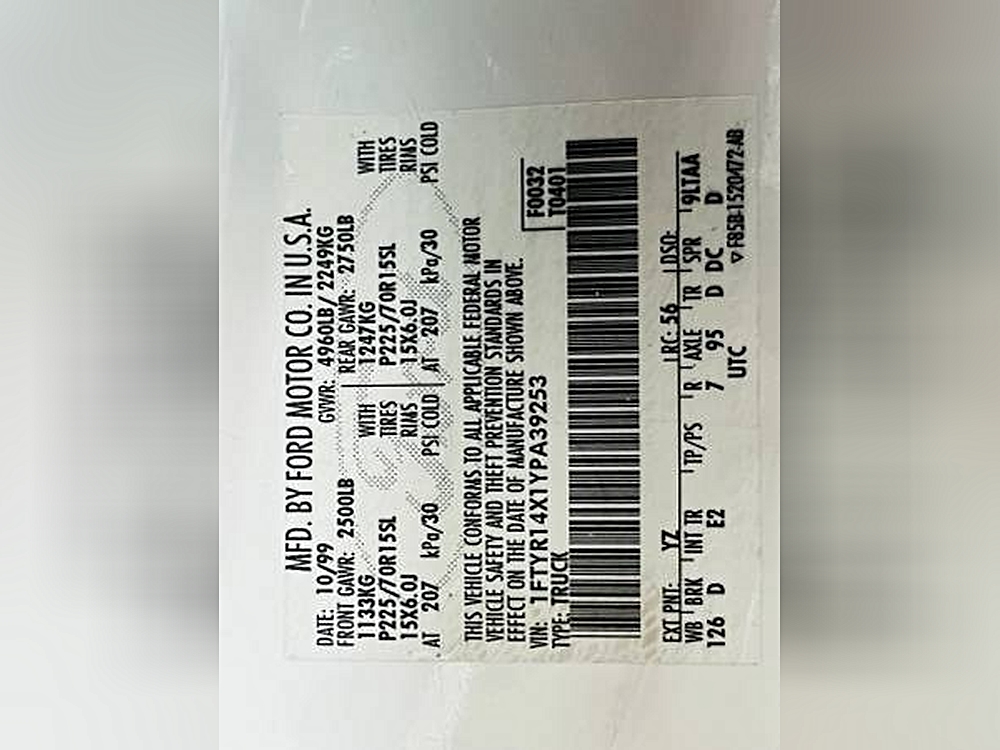 MFD. BY FORD MOTOR CO. IN U.S.A.
DATE: 10/99 GVWR: 4960LB/ 2249KG
FRONT GAWR: 2500LB REAR GAWR: 2750LB
1133KG WITH 1247KG WITH
P225/70R15SL TIRES P225/70R15SL TIRES
15X6.0J RIMS 15X6.0J RIMS
AT 207 kPa/30 PSI COLD AT 207 kPa/30 PSI COLD
THIS VEHICLE CONFORMS TO ALL APPLICABLE FEDERAL MOTOR
VEHICLE SAFETY AND THEFT PREVENTION STANDARDS IN
EFFECT ON THE DATE OF MANUFACTURE SHOWN ABOVE.
VIN: 1FTYR14X1YPA39253 F0032
TYPE: TRUCK T0401
EXT PNT: YZ RC: 56 DSO:
WB BRK INT TR TP/PS R AXLE TR SPR 9LTAA
126 D E2 7 95 D DC D
UTC ▽ F85B-1520472-AB